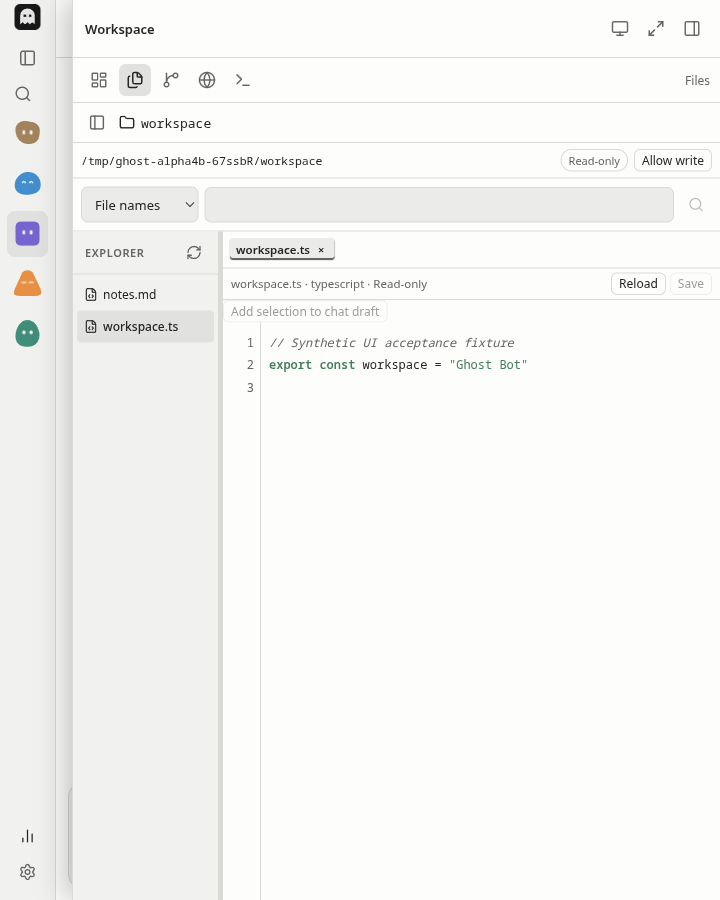 Workspace
Files
workspace
/tmp/ghost-alpha4b-67ssbR/workspace
Read-only
Allow write
File names
EXPLORER
notes.md
workspace.ts
workspace.ts ×
workspace.ts · typescript · Read-only
Reload
Save
Add selection to chat draft
1 // Synthetic UI acceptance fixture
2 export const workspace = "Ghost Bot"
3